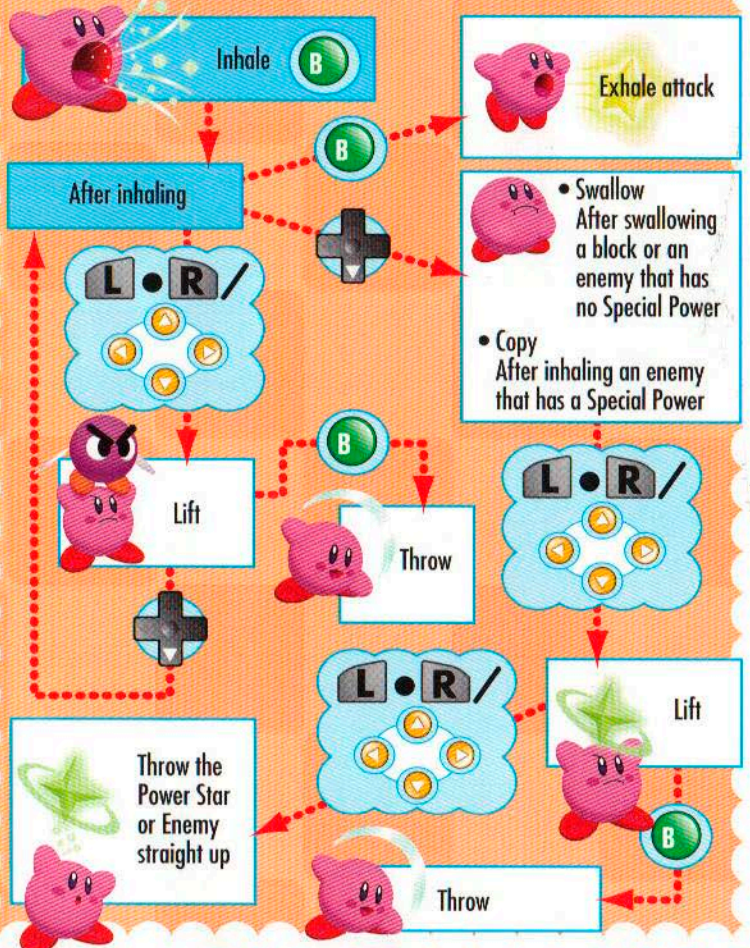 Inhale B
Exhale attack
B
After inhaling
• Swallow
After swallowing
a block or an
enemy that has
no Special Power
• Copy
After inhaling an enemy
that has a Special Power
L • R /
B
Lift
Throw
L • R /
L • R /
Lift
Throw the
Power Star
or Enemy
straight up
B
Throw